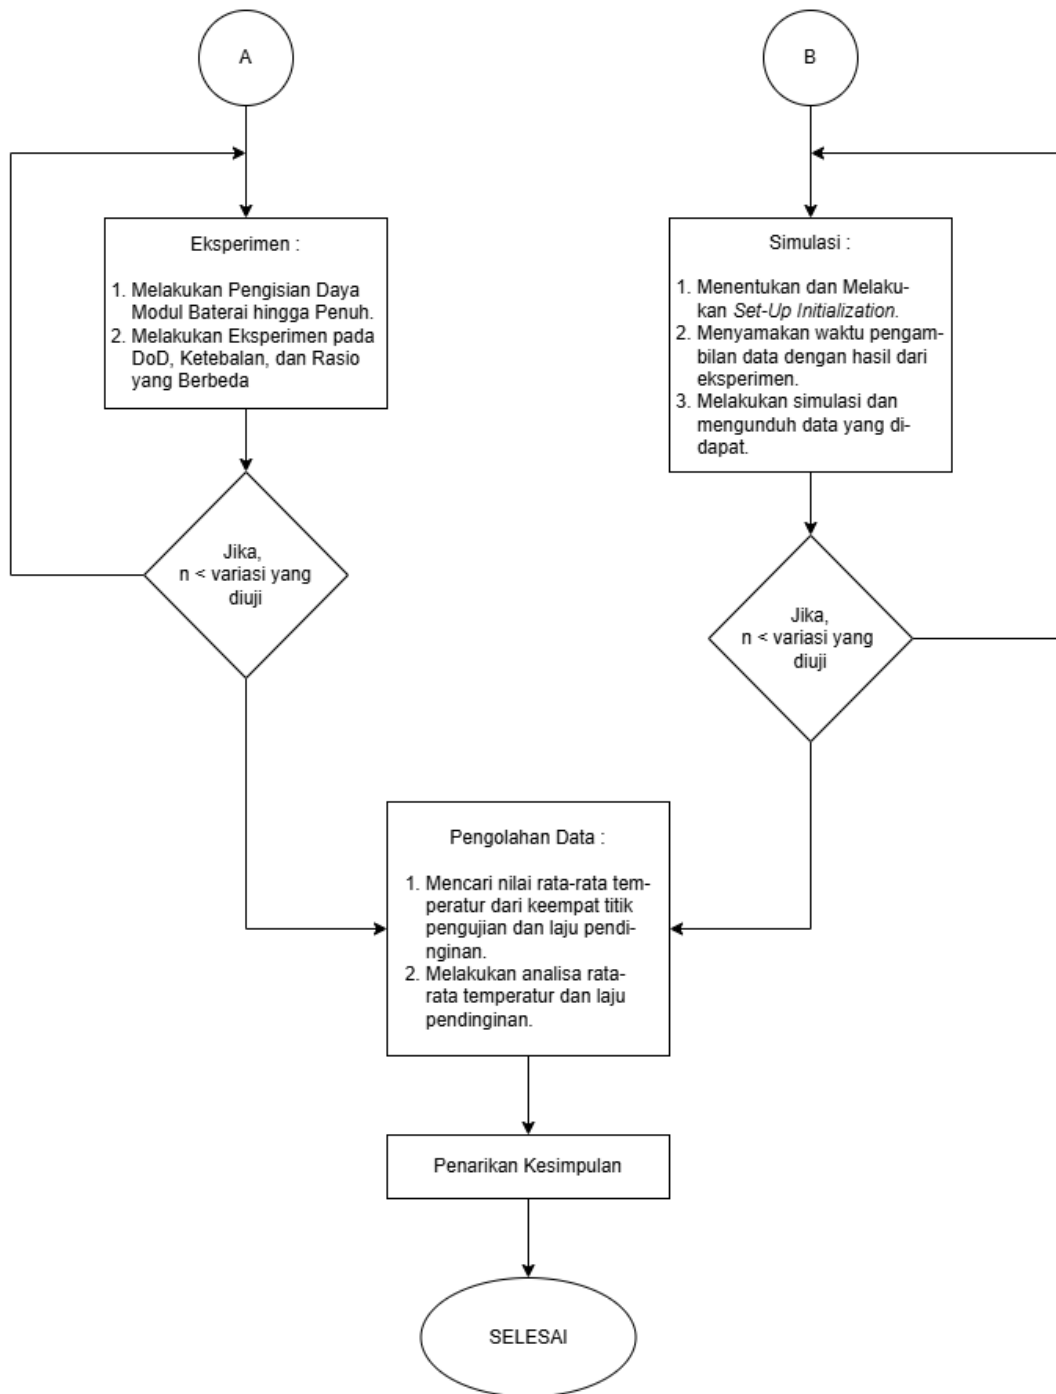 A
B
Eksperimen :
1. Melakukan Pengisian Daya
Modul Baterai hingga Penuh.
2. Melakukan Eksperimen pada
DoD, Ketebalan, dan Rasio
yang Berbeda
Simulasi :
1. Menentukan dan Melaku-
kan Set-Up Initialization.
2. Menyamakan waktu pengam-
bilan data dengan hasil dari
eksperimen.
3. Melakukan simulasi dan
mengunduh data yang di-
dapat.
Jika,
n < variasi yang
diuji
Jika,
n < variasi yang
diuji
Pengolahan Data :
1. Mencari nilai rata-rata tem-
peratur dari keempat titik
pengujian dan laju pendi-
nginan.
2. Melakukan analisa rata-
rata temperatur dan laju
pendinginan.
Penarikan Kesimpulan
SELESAI